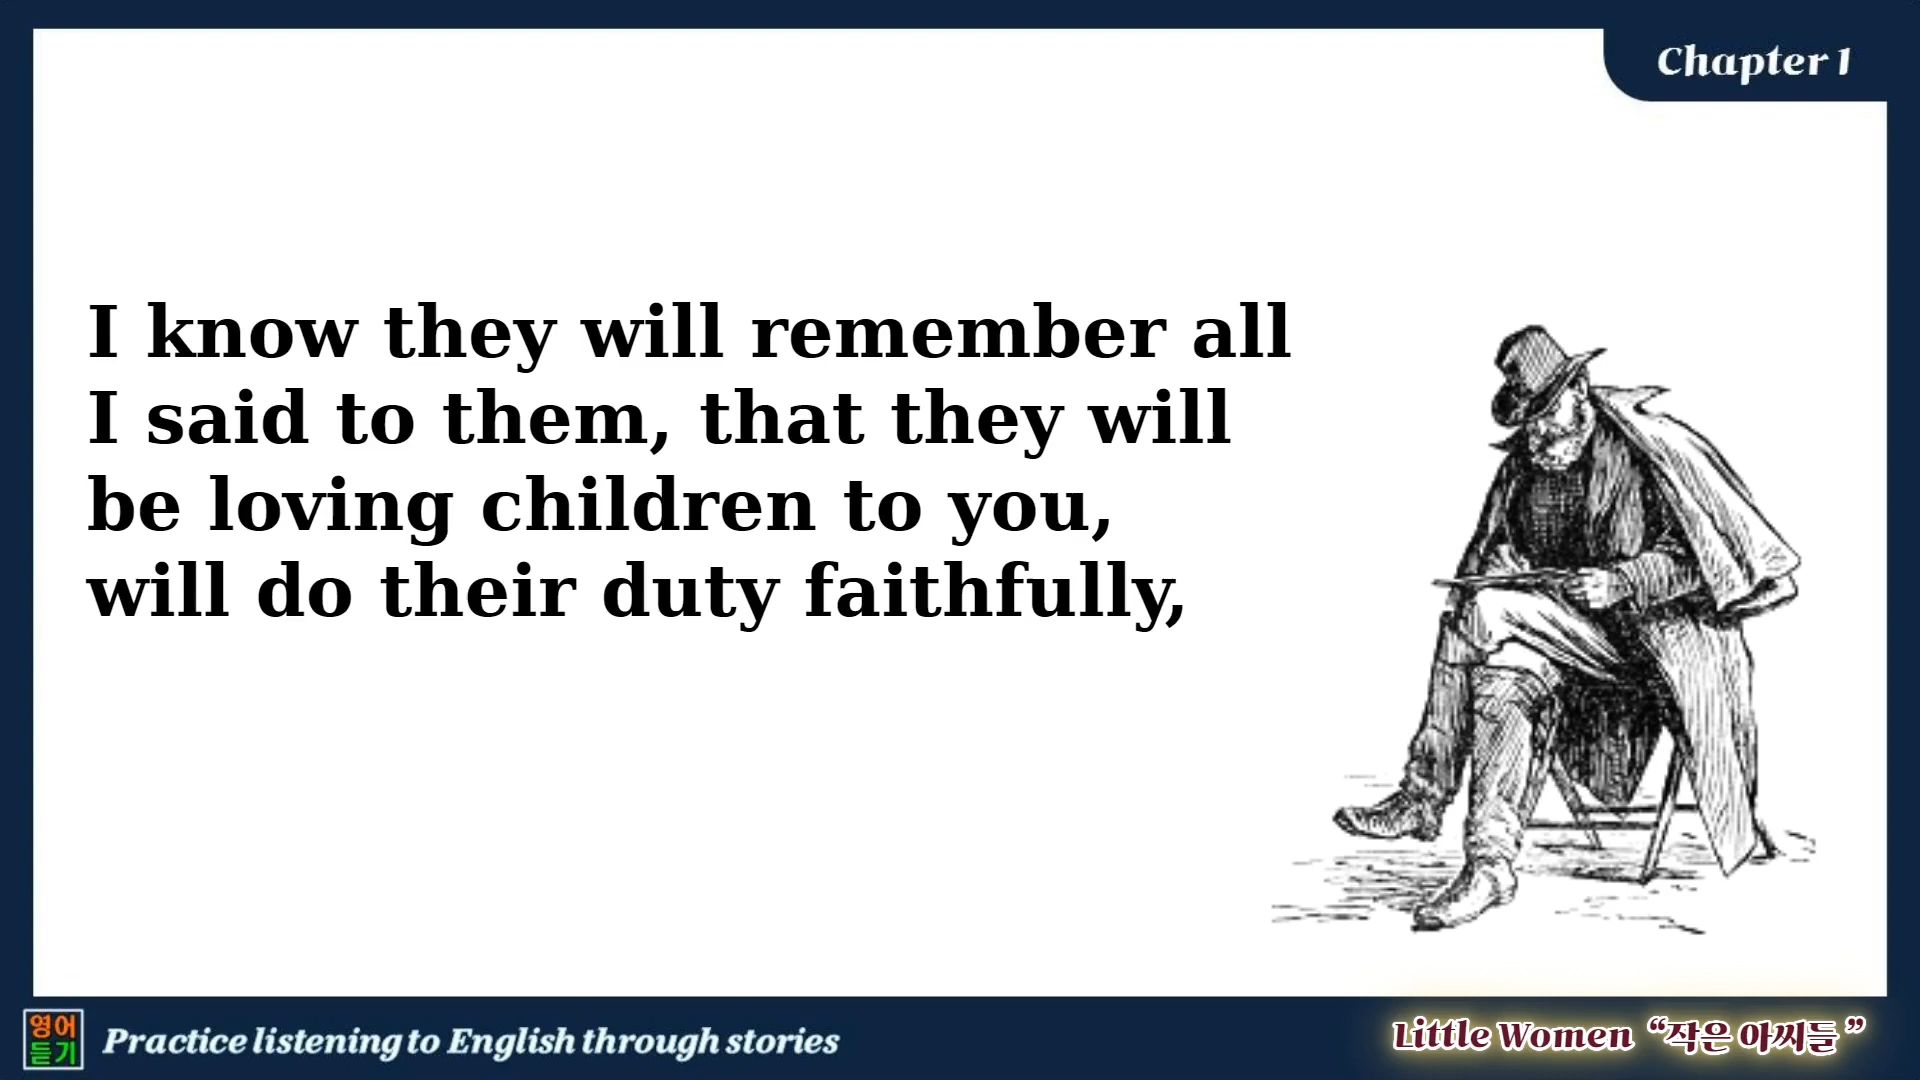 Chapter 1
I know they will remember all
I said to them, that they will
be loving children to you,
will do their duty faithfully,
영어
듣기
Practice listening to English through stories
Little Women “작은 아씨들”